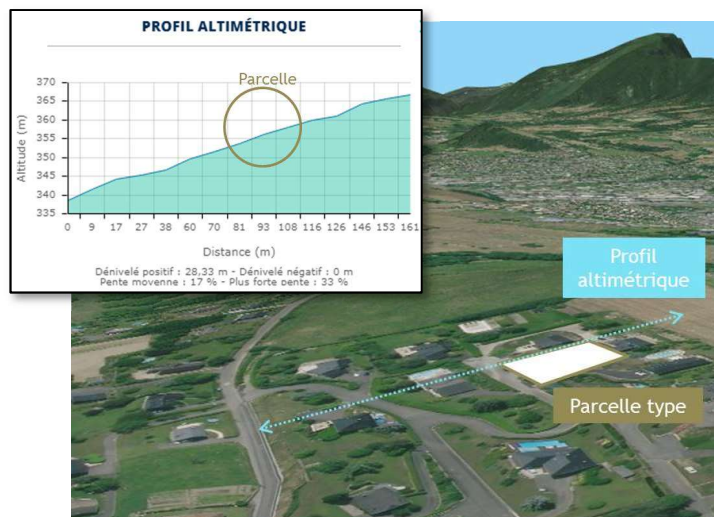 PROFIL ALTIMÉTRIQUE
Parcelle
370
365
360
355
350
345
340
335
Altitude (m)
0 9 17 27 38 60 70 81 93 108 116 126 146 153 161
Distance (m)
Dénivelé positif : 28,33 m - Dénivelé négatif : 0 m
Pente moyenne : 17 % - Plus forte pente : 33 %
Profil
altimétrique
Parcelle type